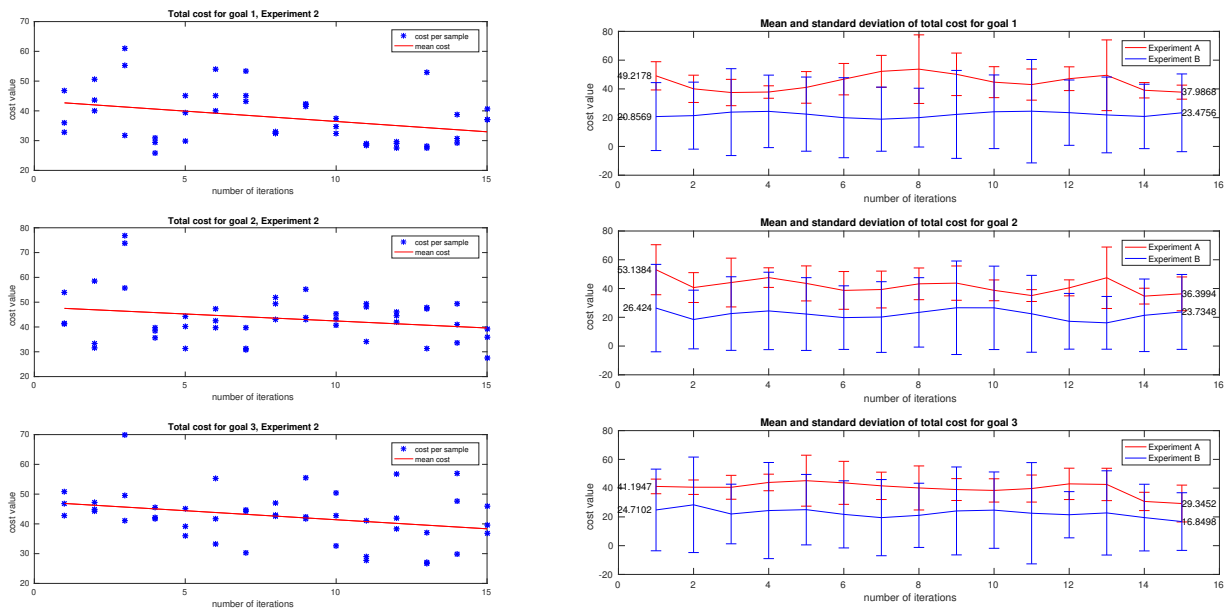 Total cost for goal 1, Experiment 2
cost value
70
60
50
40
30
20
0
5
10
15
number of iterations
cost per sample
mean cost
Total cost for goal 2, Experiment 2
cost value
80
70
60
50
40
30
20
0
5
10
15
number of iterations
cost per sample
mean cost
Total cost for goal 3, Experiment 2
cost value
70
60
50
40
30
20
0
5
10
15
number of iterations
cost per sample
mean cost
Mean and standard deviation of total cost for goal 1
cost value
80
60
40
20
0
-20
0
2
4
6
8
10
12
14
16
number of iterations
Experiment A
Experiment B
49.2178
20.8569
37.9868
23.4756
Mean and standard deviation of total cost for goal 2
cost value
80
60
40
20
0
-20
0
2
4
6
8
10
12
14
16
number of iterations
Experiment A
Experiment B
53.1384
26.424
36.3994
23.7348
Mean and standard deviation of total cost for goal 3
cost value
80
60
40
20
0
-20
0
2
4
6
8
10
12
14
16
number of iterations
Experiment A
Experiment B
41.1947
24.7102
29.3452
16.8498